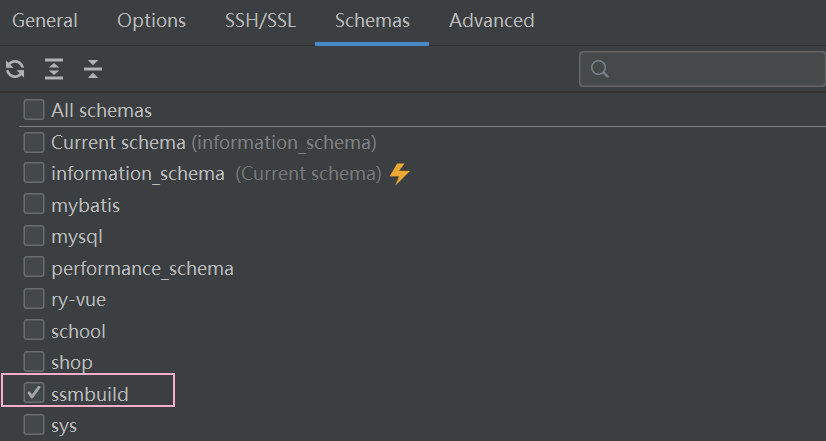 General Options SSH/SSL Schemas Advanced
All schemas
Current schema (information_schema)
information_schema (Current schema)
mybatis
mysql
performance_schema
ry-vue
school
shop
ssmbuild
sys